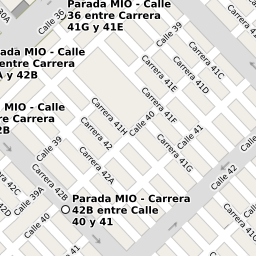 Parada MIO - Calle
36 entre Carrera
41G y 41E
Calle 36
Calle 39
ada MIO - Calle
entre Carrera
A y 42B
Carrera 41C
Carrera 41D
Carrera 41E
MIO - Calle
e Carrera
2B
Carrera 41F
Carrera 41H
Calle 40
Calle 41
Carrera 42
Calle 39
Carrera 41G
Calle 42
Carrera 42A
Carrera 42B
Carrera 42C
Calle 39A
Parada MIO - Carrera
42B entre Calle
40 y 41
Calle 40